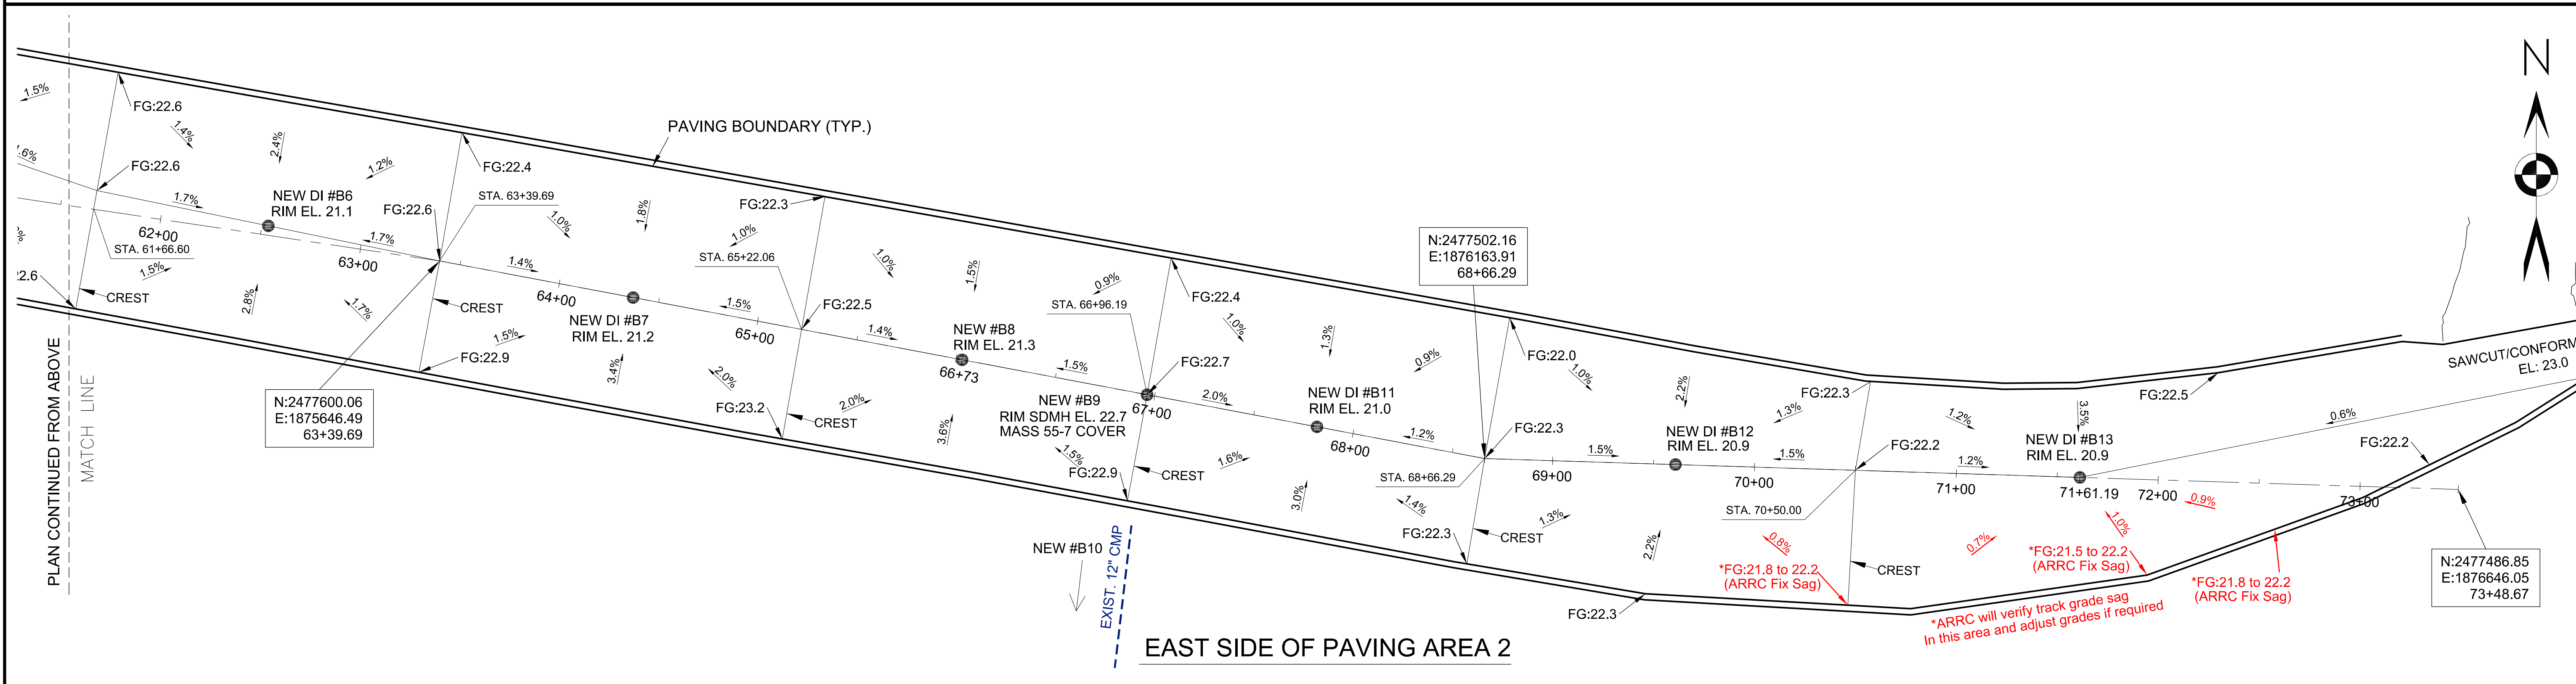 N
1.5%
FG:22.6
1.4%
2.4%
1.2%
FG:22.4
PAVING BOUNDARY (TYP.)
FG:22.6
1.7%
NEW DI #B6
RIM EL. 21.1
FG:22.6
STA. 63+39.69
62+00
STA. 61+66.60
1.7%
63+00
1.5%
CREST
2.8%
1.7%
CREST
FG:22.9
1.5%
N:2477600.06
E:1875646.49
63+39.69
PLAN CONTINUED FROM ABOVE
MATCH LINE
1.0%
1.8%
1.0%
FG:22.3
1.4%
64+00
NEW DI #B7
RIM EL. 21.2
STA. 65+22.06
1.5%
65+00
FG:22.5
3.4%
2.0%
FG:23.2
CREST
2.0%
1.0%
1.5%
0.9%
FG:22.4
STA. 66+96.19
1.4%
NEW #B8
RIM EL. 21.3
66+73
1.5%
FG:22.7
67+00
NEW #B9
RIM SDMH EL. 22.7
MASS 55-7 COVER
3.6%
1.5%
FG:22.9
CREST
1.6%
NEW #B10
EXIST. 12" CMP
1.0%
1.3%
0.9%
N:2477502.16
E:1876163.91
68+66.29
FG:22.0
2.0%
NEW DI #B11
RIM EL. 21.0
68+00
1.2%
FG:22.3
STA. 68+66.29
3.0%
1.4%
FG:22.3
CREST
1.3%
1.0%
2.2%
1.3%
FG:22.3
69+00
1.5%
NEW DI #B12
RIM EL. 20.9
1.5%
70+00
FG:22.2
STA. 70+50.00
2.2%
FG:22.3
0.8%
*FG:21.8 to 22.2
(ARRC Fix Sag)
CREST
1.2%
3.5%
FG:22.5
1.2%
71+00
NEW DI #B13
RIM EL. 20.9
71+61.19
72+00
0.6%
SAWCUT/CONFORM
EL: 23.0
FG:22.2
0.9%
73+00
0.7%
1.0%
*FG:21.5 to 22.2
(ARRC Fix Sag)
*FG:21.8 to 22.2
(ARRC Fix Sag)
*ARRC will verify track grade sag
In this area and adjust grades if required
N:2477486.85
E:1876646.05
73+48.67
EAST SIDE OF PAVING AREA 2